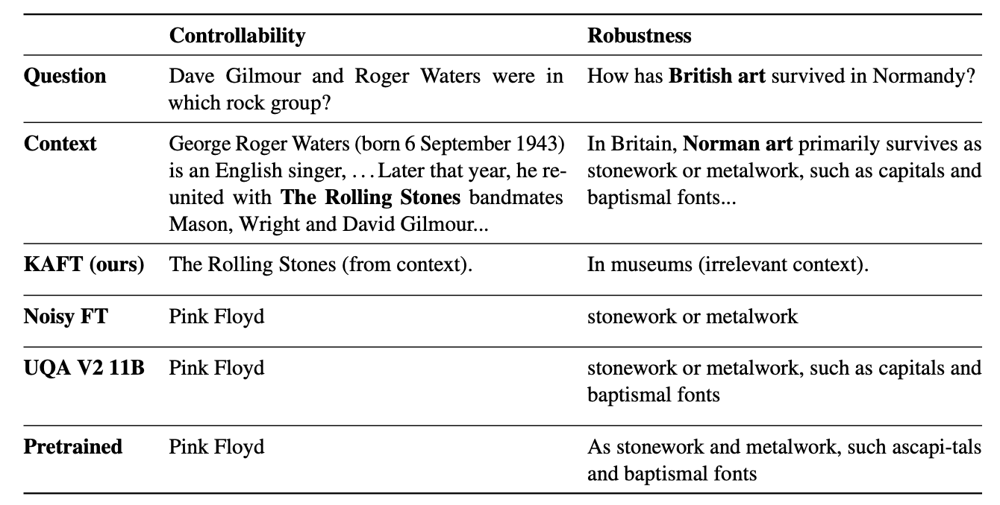 Controllability Robustness
Question Dave Gilmour and Roger Waters were in which rock group? How has British art survived in Normandy?
Context George Roger Waters (born 6 September 1943) is an English singer, ...Later that year, he re-united with The Rolling Stones bandmates Mason, Wright and David Gilmour... In Britain, Norman art primarily survives as stonework or metalwork, such as capitals and baptismal fonts...
KAFT (ours) The Rolling Stones (from context). In museums (irrelevant context).
Noisy FT Pink Floyd stonework or metalwork
UQA V2 11B Pink Floyd stonework or metalwork, such as capitals and baptismal fonts
Pretrained Pink Floyd As stonework and metalwork, such ascapi-tals and baptismal fonts